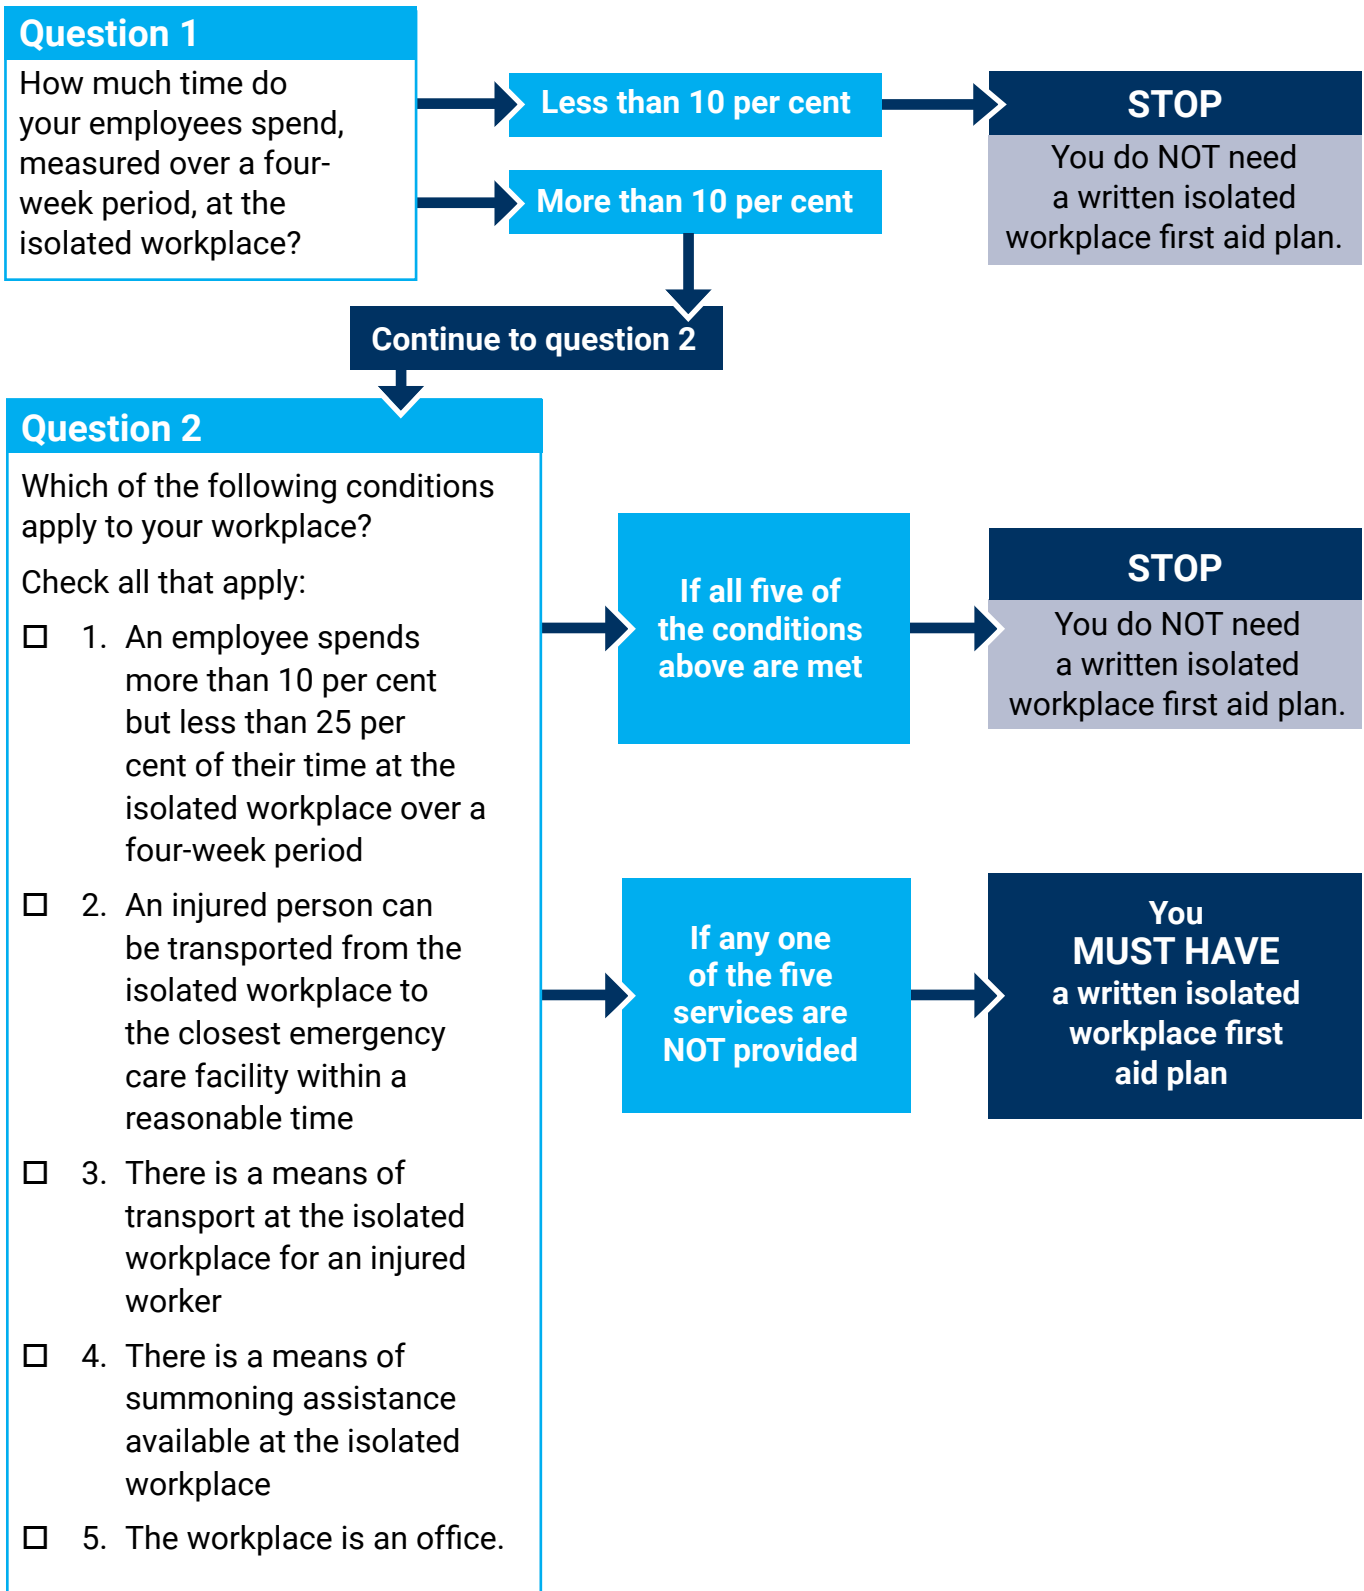 Question 1
How much time do
your employees spend,
measured over a four-
week period, at the
isolated workplace?
Less than 10 per cent
More than 10 per cent
STOP
You do NOT need
a written isolated
workplace first aid plan.
Continue to question 2
Question 2
Which of the following conditions
apply to your workplace?
Check all that apply:
1. An employee spends
more than 10 per cent
but less than 25 per
cent of their time at the
isolated workplace over a
four-week period
2. An injured person can
be transported from the
isolated workplace to
the closest emergency
care facility within a
reasonable time
3. There is a means of
transport at the isolated
workplace for an injured
worker
4. There is a means of
summoning assistance
available at the isolated
workplace
5. The workplace is an office.
If all five of
the conditions
above are met
STOP
You do NOT need
a written isolated
workplace first aid plan.
If any one
of the five
services are
NOT provided
You
MUST HAVE
a written isolated
workplace first
aid plan